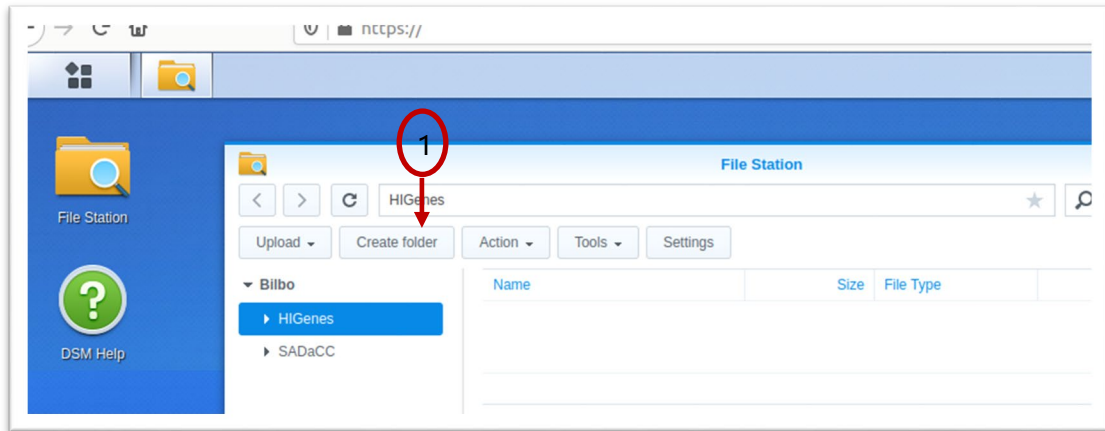 https://
1
File Station
HIGenes
File Station
Upload Create folder Action Tools Settings
Bilbo
Name Size File Type
HIGenes
SADaCC
DSM Help